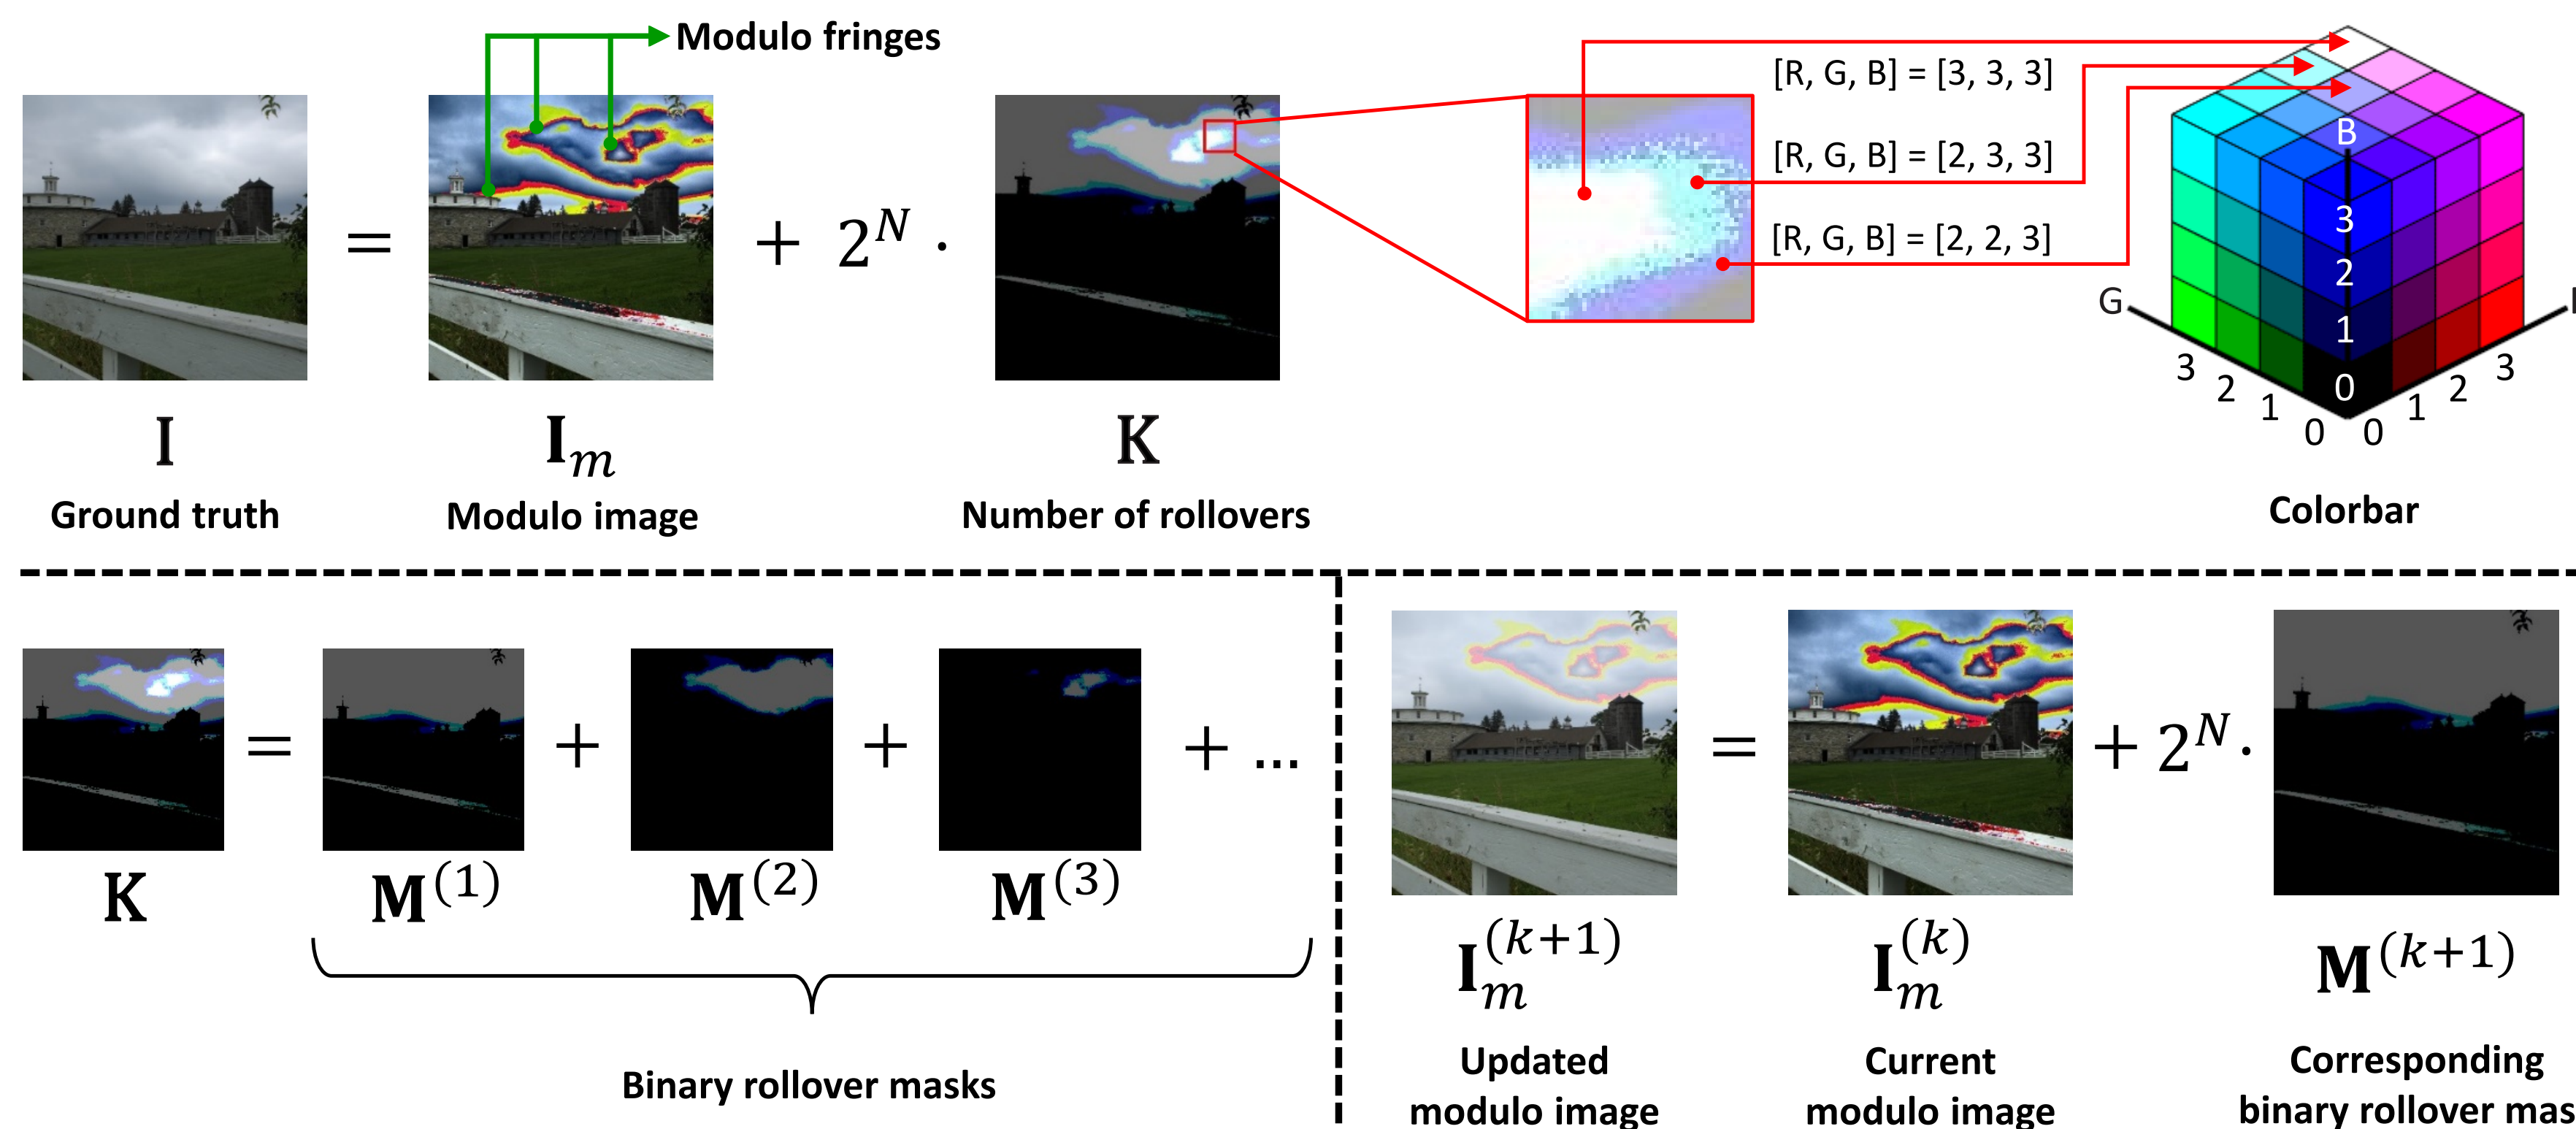 Modulo fringes
[R, G, B] = [3, 3, 3]
[R, G, B] = [2, 3, 3]
[R, G, B] = [2, 2, 3]
B
3
2
1
0
G
3 2 1 0
0 1 2 3
=
+ 2^N ·
I
I_m
K
Ground truth
Modulo image
Number of rollovers
Colorbar
= + + + ...
K
M^(1)
M^(2)
M^(3)
Binary rollover masks
= + 2^N ·
I_m^(k+1)
I_m^(k)
M^(k+1)
Updated
modulo image
Current
modulo image
Corresponding
binary rollover